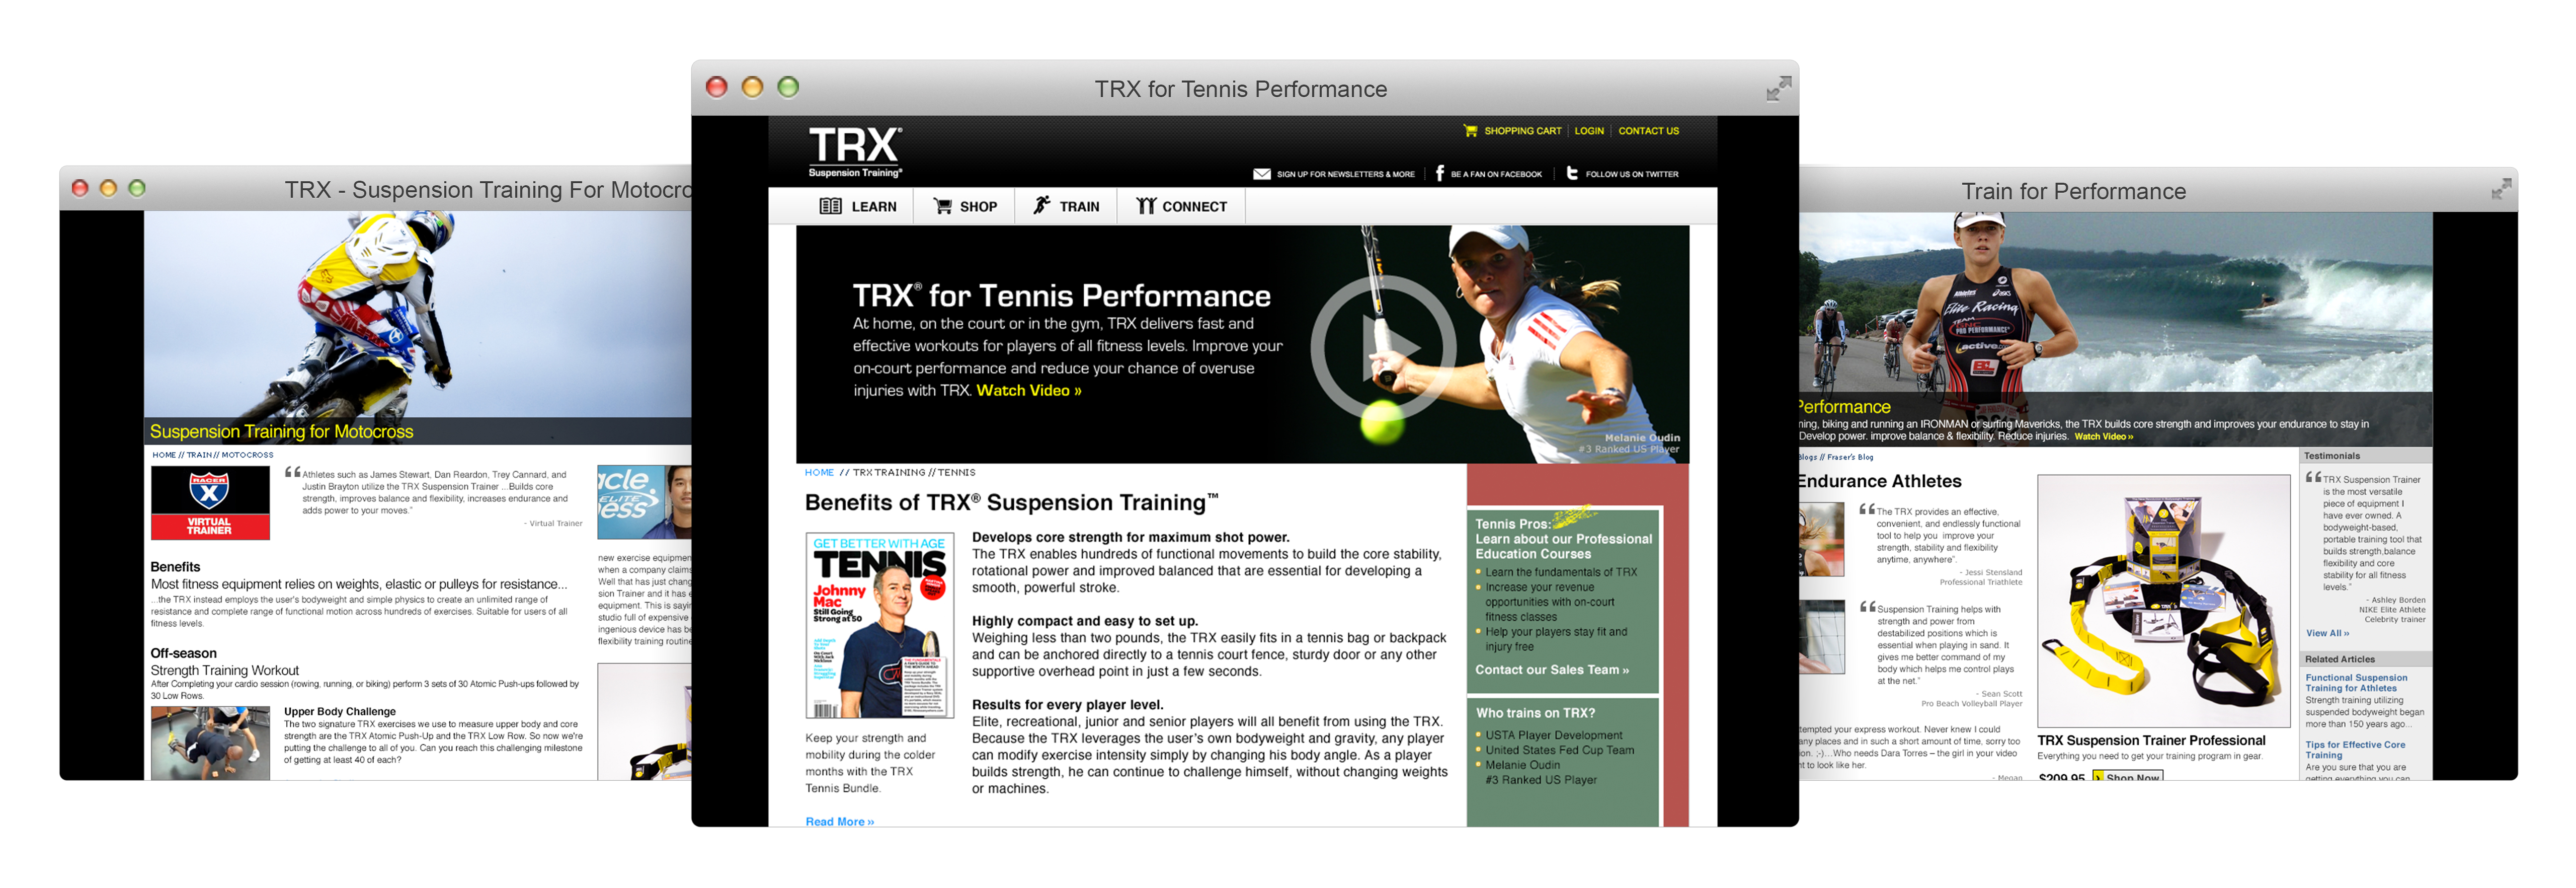 TRX - Suspension Training For Motocro
Suspension Training for Motocross
HOME // TRAIN // MOTOCROSS
RACER
X
VIRTUAL
TRAINER
“ Athletes such as James Stewart, Dan Reardon, Trey Cannard, and
Justin Brayton utilize the TRX Suspension Trainer ...Builds core
strength, improves balance and flexibility, increases endurance and
adds power to your moves.”
- Virtual Trainer
Benefits
Most fitness equipment relies on weights, elastic or pulleys for resistance...
...the TRX instead employs the user's bodyweight and simple physics to create an unlimited range of
resistance and complete range of functional motion across hundreds of exercises. Suitable for users of all
fitness levels.
Off-season
Strength Training Workout
After Completing your cardio session (rowing, running, or biking) perform 3 sets of 30 Atomic Push-ups followed by
30 Low Rows.
Upper Body Challenge
The two signature TRX exercises we use to measure upper body and core
strength are the TRX Atomic Push-Up and the TRX Low Row. So now we're
putting the challenge to all of you. Can you reach this challenging milestone
of getting at least 40 of each?
acle
ELITE
ess
new exercise equipmen
when a company claims
Well that has just chang
sion Trainer and it has e
equipment. This is sayin
studio full of expensive
ingenious device has be
flexibility training routine
TRX for Tennis Performance
TRX®
Suspension Training®
SHOPPING CART | LOGIN | CONTACT US
SIGN UP FOR NEWSLETTERS & MORE
BE A FAN ON FACEBOOK
FOLLOW US ON TWITTER
LEARN
SHOP
TRAIN
CONNECT
TRX® for Tennis Performance
At home, on the court or in the gym, TRX delivers fast and
effective workouts for players of all fitness levels. Improve your
on-court performance and reduce your chance of overuse
injuries with TRX. Watch Video »
Melanie Oudin
#3 Ranked US Player
HOME // TRX TRAINING // TENNIS
Benefits of TRX® Suspension Training™
GET BETTER WITH AGE
TENNIS
Johnny
Mac
Still Going
Strong at 50
Keep your strength and
mobility during the colder
months with the TRX
Tennis Bundle.
Read More »
Develops core strength for maximum shot power.
The TRX enables hundreds of functional movements to build the core stability,
rotational power and improved balanced that are essential for developing a
smooth, powerful stroke.
Highly compact and easy to set up.
Weighing less than two pounds, the TRX easily fits in a tennis bag or backpack
and can be anchored directly to a tennis court fence, sturdy door or any other
supportive overhead point in just a few seconds.
Results for every player level.
Elite, recreational, junior and senior players will all benefit from using the TRX.
Because the TRX leverages the user's own bodyweight and gravity, any player
can modify exercise intensity simply by changing his body angle. As a player
builds strength, he can continue to challenge himself, without changing weights
or machines.
Tennis Pros:
Learn about our Professional
Education Courses
Learn the fundamentals of TRX
Increase your revenue
opportunities with on-court
fitness classes
Help your players stay fit and
injury free
Contact our Sales Team »
Who trains on TRX?
USTA Player Development
United States Fed Cup Team
Melanie Oudin
#3 Ranked US Player
Train for Performance
Elite Racing
TEAM
PRO PERFORMANCE
active
Performance
ning, biking and running an IRONMAN or surfing Mavericks, the TRX builds core strength and improves your endurance to stay in
Develop power. improve balance & flexibility. Reduce injuries. Watch Video »
Blogs // Fraser's Blog
Endurance Athletes
“ The TRX provides an effective,
convenient, and endlessly functional
tool to help you improve your
strength, stability and flexibility
anytime, anywhere”.
- Jessi Stensland
Professional Triathlete
“ Suspension Training helps with
strength and power from
destabilized positions which is
essential when playing in sand. It
gives me better command of my
body which helps me control plays
at the net.”
- Sean Scott
Pro Beach Volleyball Player
tempted your express workout. Never knew I could
any places and in such a short amount of time, sorry too
on. ;-)...Who needs Dara Torres – the girl in your video
nt to look like her.
- Megan
TRX Suspension Trainer Professional
Everything you need to get your training program in gear.
$209.95 Shop Now
Testimonials
“ TRX Suspension Trainer
is the most versatile
piece of equipment I
have ever owned. A
bodyweight-based,
portable training tool that
builds strength,balance
flexibility and core
stability for all fitness
levels.”
- Ashley Borden
NIKE Elite Athlete
Celebrity trainer
View All »
Related Articles
Functional Suspension
Training for Athletes
Strength training utilizing
suspended bodyweight began
more than 150 years ago...
Tips for Effective Core
Training
Are you sure that you are
getting everything you can